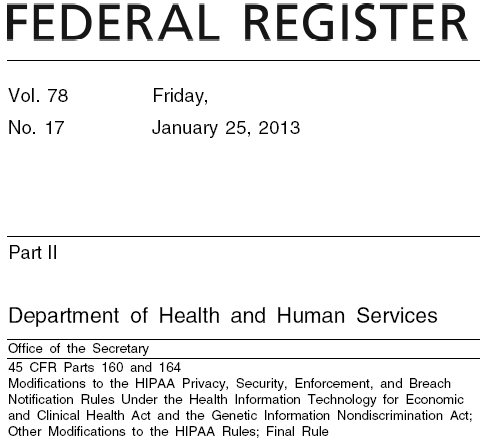 FEDERAL REGISTER
Vol. 78 Friday,
No. 17 January 25, 2013
Part II
Department of Health and Human Services
Office of the Secretary
45 CFR Parts 160 and 164
Modifications to the HIPAA Privacy, Security, Enforcement, and Breach
Notification Rules Under the Health Information Technology for Economic
and Clinical Health Act and the Genetic Information Nondiscrimination Act;
Other Modifications to the HIPAA Rules; Final Rule